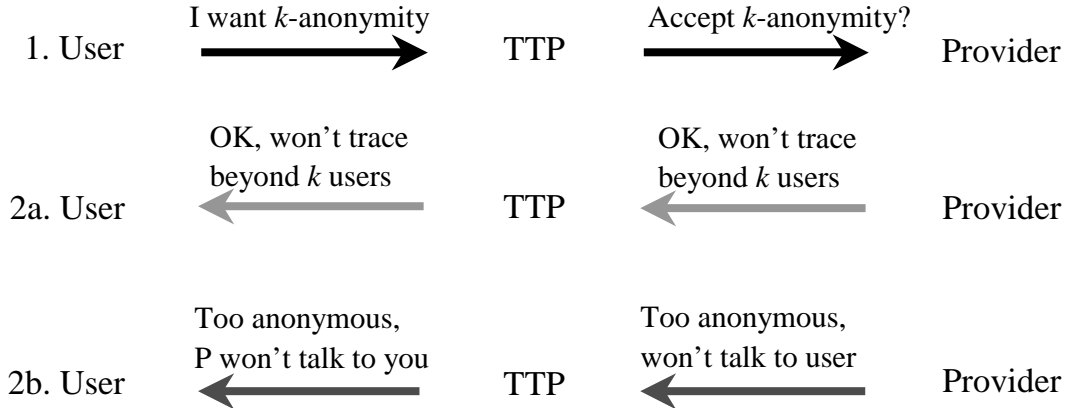 I want k-anonymity
Accept k-anonymity?
1. User
TTP
Provider
OK, won't trace
beyond k users
OK, won't trace
beyond k users
2a. User
TTP
Provider
Too anonymous,
P won't talk to you
Too anonymous,
won't talk to user
2b. User
TTP
Provider